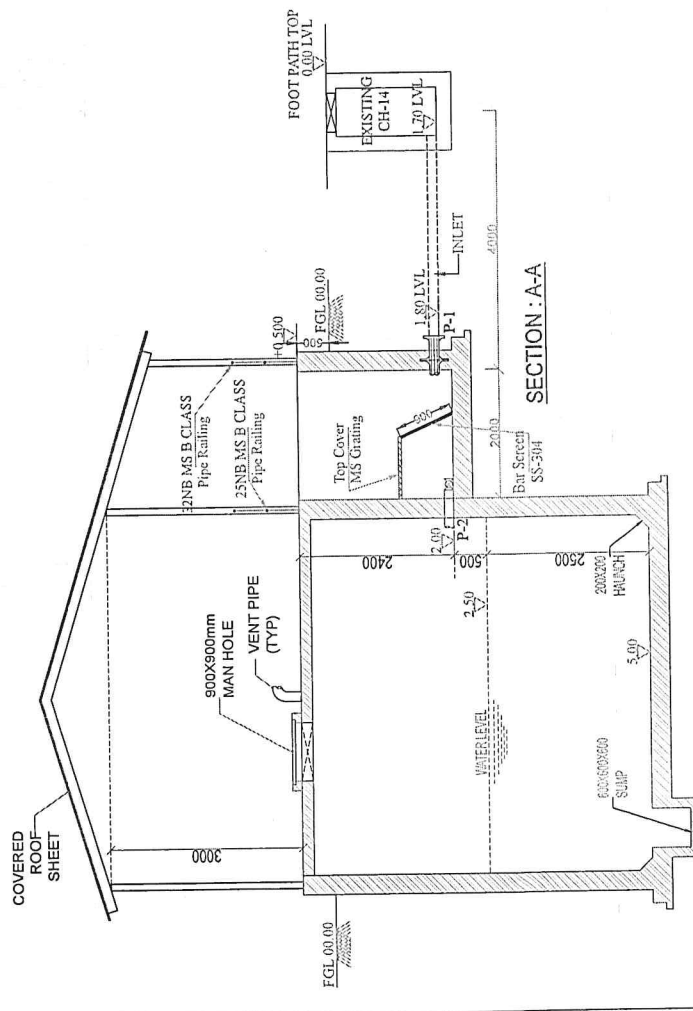 COVERED
ROOF
SHEET
3000
32NB MS B CLASS
Pipe Railing
25NB MS B CLASS
Pipe Railing
900X900mm
MAN HOLE
VENT PIPE
(TYP)
+0.500
500
FGL 00.00
FGL 00.00
FOOT PATH TOP
0.00 LVL
EXISTING
CH-14
1.70 LVL
1.80 LVL
P-1
INLET
4000
2000
Top Cover
MS Grating
900
Bar Screen
SS-304
2.00
P-2
2400
500
2500
2.50
WATER LEVEL
5.00
200X200
HAUNCH
600X600X600
SUMP
SECTION : A-A